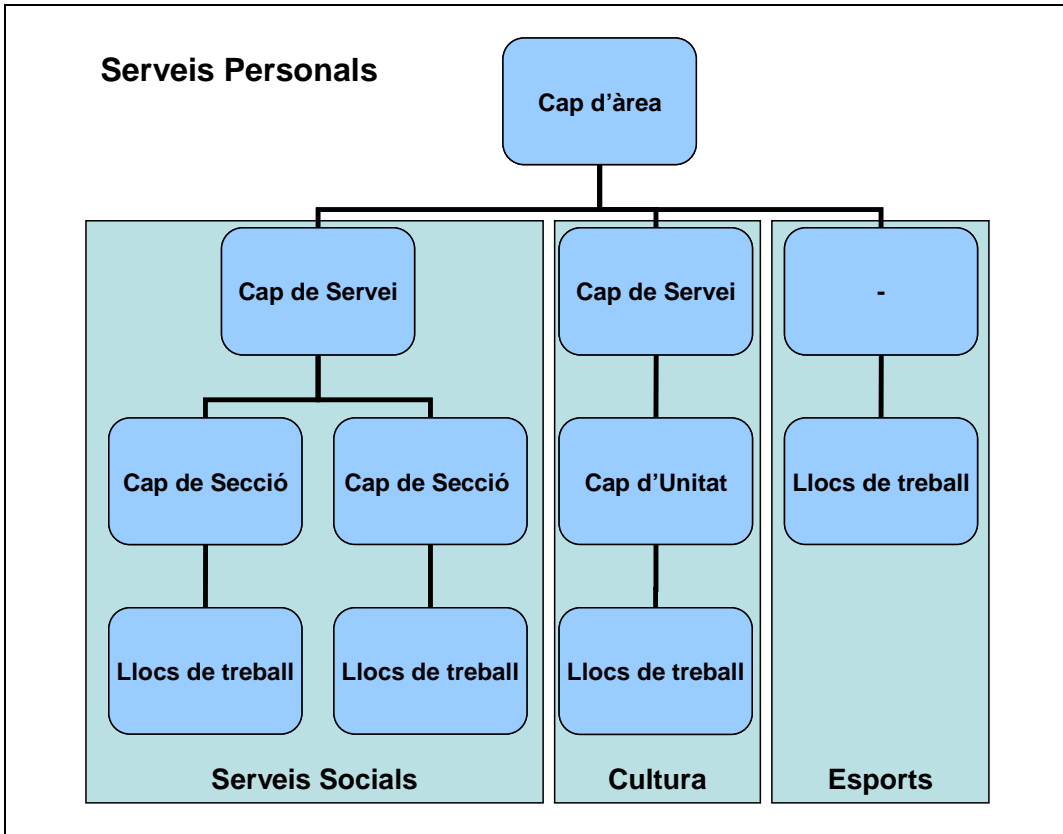 Serveis Personals
Cap d’àrea
Cap de Servei
Cap de Servei
-
Cap de Secció
Cap de Secció
Cap d’Unitat
Llocs de treball
Llocs de treball
Llocs de treball
Llocs de treball
Serveis Socials
Cultura
Esports